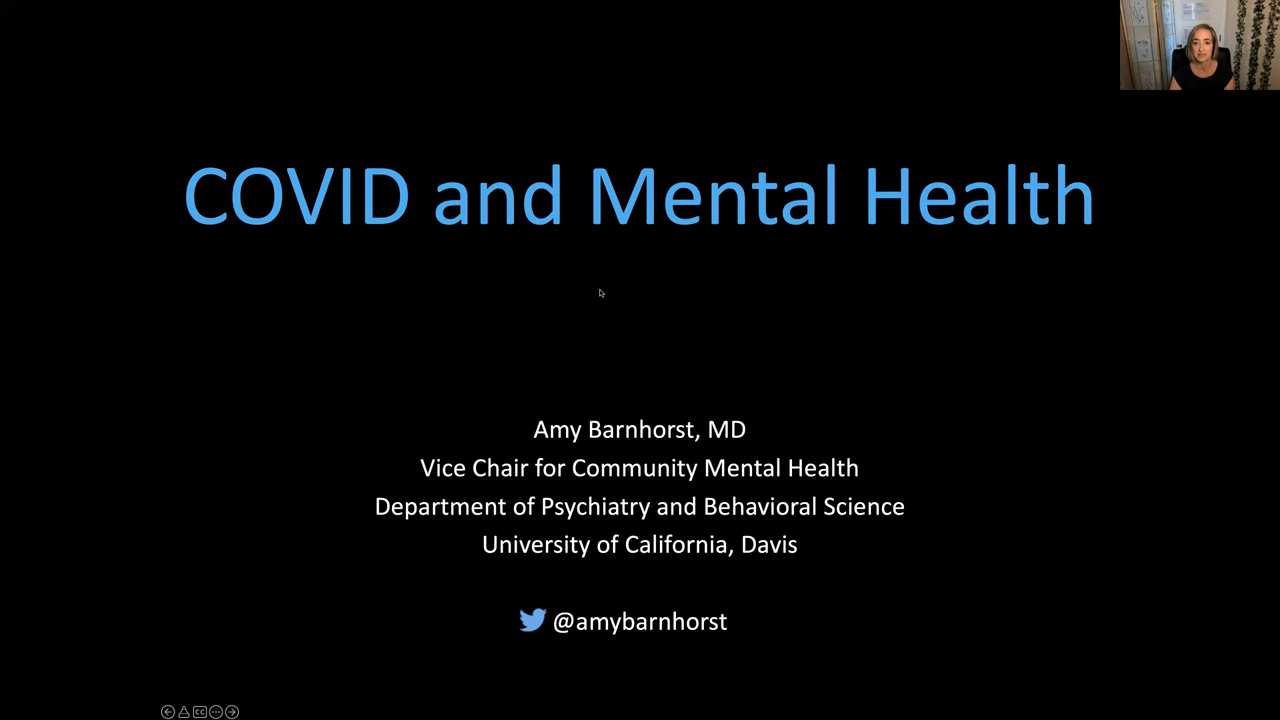 COVID and Mental Health
Amy Barnhorst, MD
Vice Chair for Community Mental Health
Department of Psychiatry and Behavioral Science
University of California, Davis
@amybarnhorst
CC